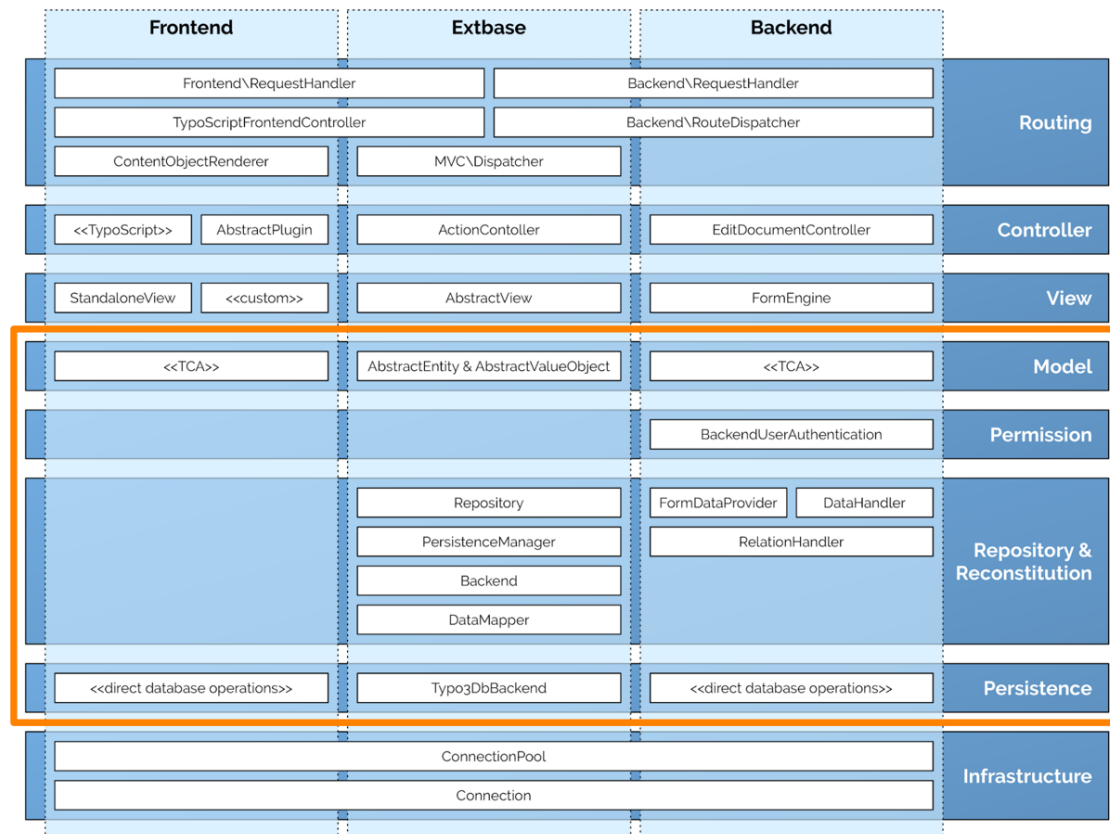 Frontend
Extbase
Backend
Frontend\RequestHandler
Backend\RequestHandler
TypoScriptFrontendController
Backend\RouteDispatcher
ContentObjectRenderer
MVC\Dispatcher
Routing
<<TypoScript>>
AbstractPlugin
ActionContoller
EditDocumentController
Controller
StandaloneView
<<custom>>
AbstractView
FormEngine
View
<<TCA>>
AbstractEntity & AbstractValueObject
<<TCA>>
Model
BackendUserAuthentication
Permission
Repository
FormDataProvider
DataHandler
PersistenceManager
RelationHandler
Backend
DataMapper
Repository &
Reconstitution
<<direct database operations>>
Typo3DbBackend
<<direct database operations>>
Persistence
ConnectionPool
Connection
Infrastructure